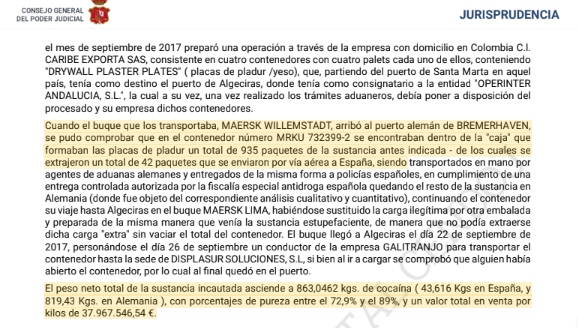 CONSEJO GENERAL
DEL PODER JUDICIAL
JURISPRUDENCIA
el mes de septiembre de 2017 preparó una operación a través de la empresa con domicilio en Colombia C.I.
CARIBE EXPORTA SAS, consistente en cuatro contenedores con cuatro palets cada uno de ellos, conteniendo
"DRYWALL PLASTER PLATES" ( placas de pladur /yeso), que, partiendo del puerto de Santa Marta en aquel
país, tenía como destino el puerto de Algeciras, donde tenía como consignatario a la entidad "OPERINTER
ANDALUCIA, S.L.", la cual a su vez, una vez realizado los trámites aduaneros, debía poner a disposición del
procesado y su empresa dichos contenedores.
Cuando el buque que los transportaba, MAERSK WILLEMSTADT, arribó al puerto alemán de BREMERHAVEN,
se pudo comprobar que en el contenedor número MRKU 732399-2 se encontraban dentro de la "caja" que
formaban las placas de pladur un total de 935 paquetes de la sustancia antes indicada - de los cuales se
extrajeron un total de 42 paquetes que se enviaron por vía aérea a España, siendo transportados en mano por
agentes de aduanas alemanes y entregados de la misma forma a policías españoles, en cumplimiento de una
entrega controlada autorizada por la fiscalía especial antidroga española quedando el resto de la sustancia en
Alemania (donde fue objeto del correspondiente análisis cualitativo y cuantitativo), continuando el contenedor
su viaje hasta Algeciras en el buque MAERSK LIMA, habiéndose sustituido la carga ilegítima por otra embalada
y preparada de la misma manera que venía la sustancia estupefaciente, de manera que no podía extraerse
dicha carga "extra" sin vaciar el total del contenedor. El buque llegó a Algeciras el día 22 de septiembre de
2017, personándose el día 26 de septiembre un conductor de la empresa GALITRANJO para transportar el
contenedor hasta la sede de DISPLASUR SOLUCIONES, S.L, si bien al ir a cargar se comprobó que alguien había
abierto el contenedor, por lo cual al final quedó en el puerto.
El peso neto total de la sustancia incautada asciende a 863,0462 kgs. de cocaína ( 43,616 Kgs en España, y
819,43 Kgs. en Alemania ), con porcentajes de pureza entre el 72,9% y el 89%, y un valor total en venta por
kilos de 37.967.546,54 €.